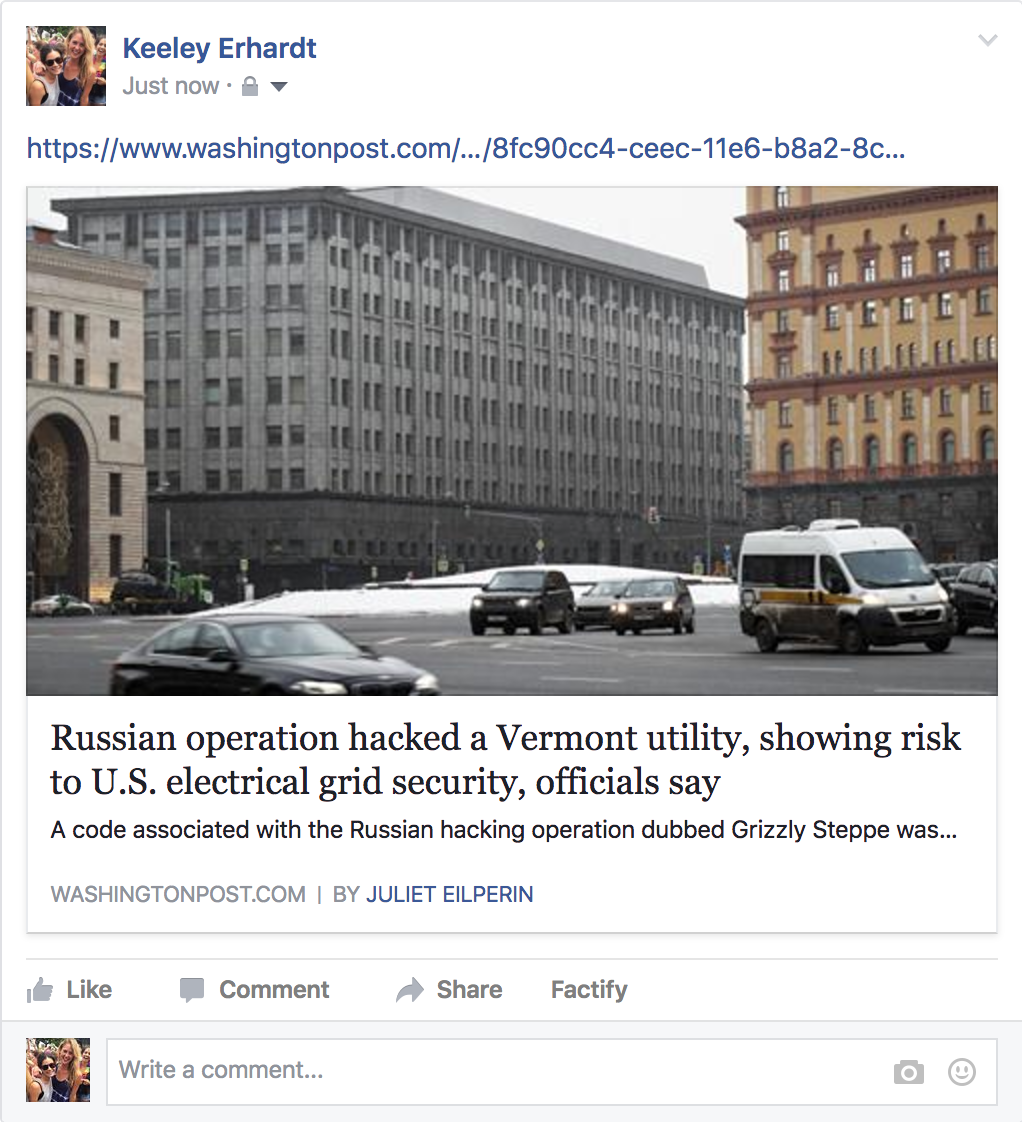 Keeley Erhardt
Just now ·
https://www.washingtonpost.com/.../8fc90cc4-ceec-11e6-b8a2-8c...
Russian operation hacked a Vermont utility, showing risk
to U.S. electrical grid security, officials say
A code associated with the Russian hacking operation dubbed Grizzly Steppe was...
WASHINGTONPOST.COM | BY JULIET EILPERIN
Like Comment Share Factify
Write a comment...